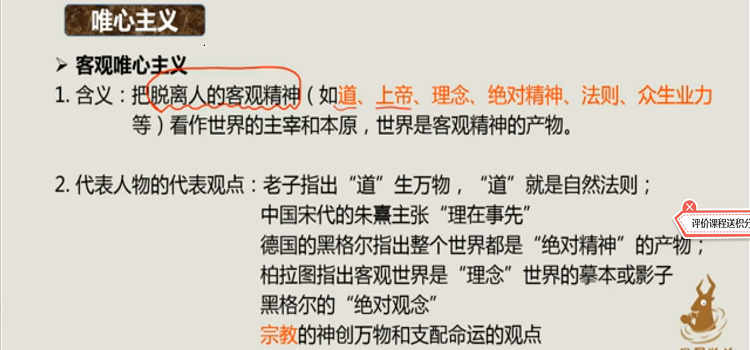 唯心主义
➢ 客观唯心主义
1. 含义：把脱离人的客观精神（如道、上帝、理念、绝对精神、法则、众生业力
等）看作世界的主宰和本原，世界是客观精神的产物。
2. 代表人物的代表观点：老子指出“道”生万物，“道”就是自然法则；
中国宋代的朱熹主张“理在事先”
评价课程送积分
德国的黑格尔指出整个世界都是“绝对精神”的产物；
柏拉图指出客观世界是“理念”世界的摹本或影子
黑格尔的“绝对观念”
宗教的神创万物和支配命运的观点